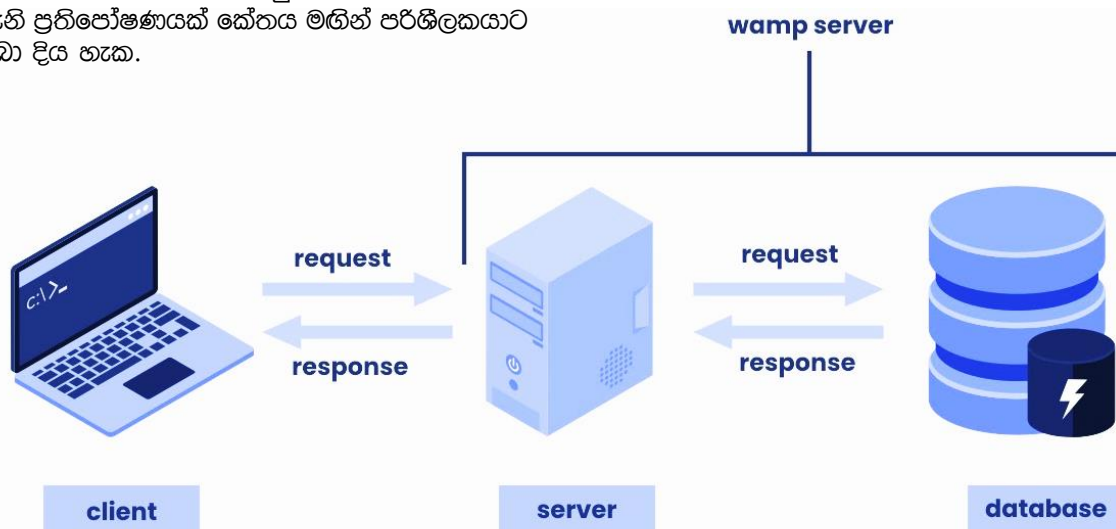 ප්‍රතිපෝෂණයක් කේතය මඟින් පරිශීලකයාට
දිය හැක.
wamp server
request
request
response
response
c:\>_
client
server
database